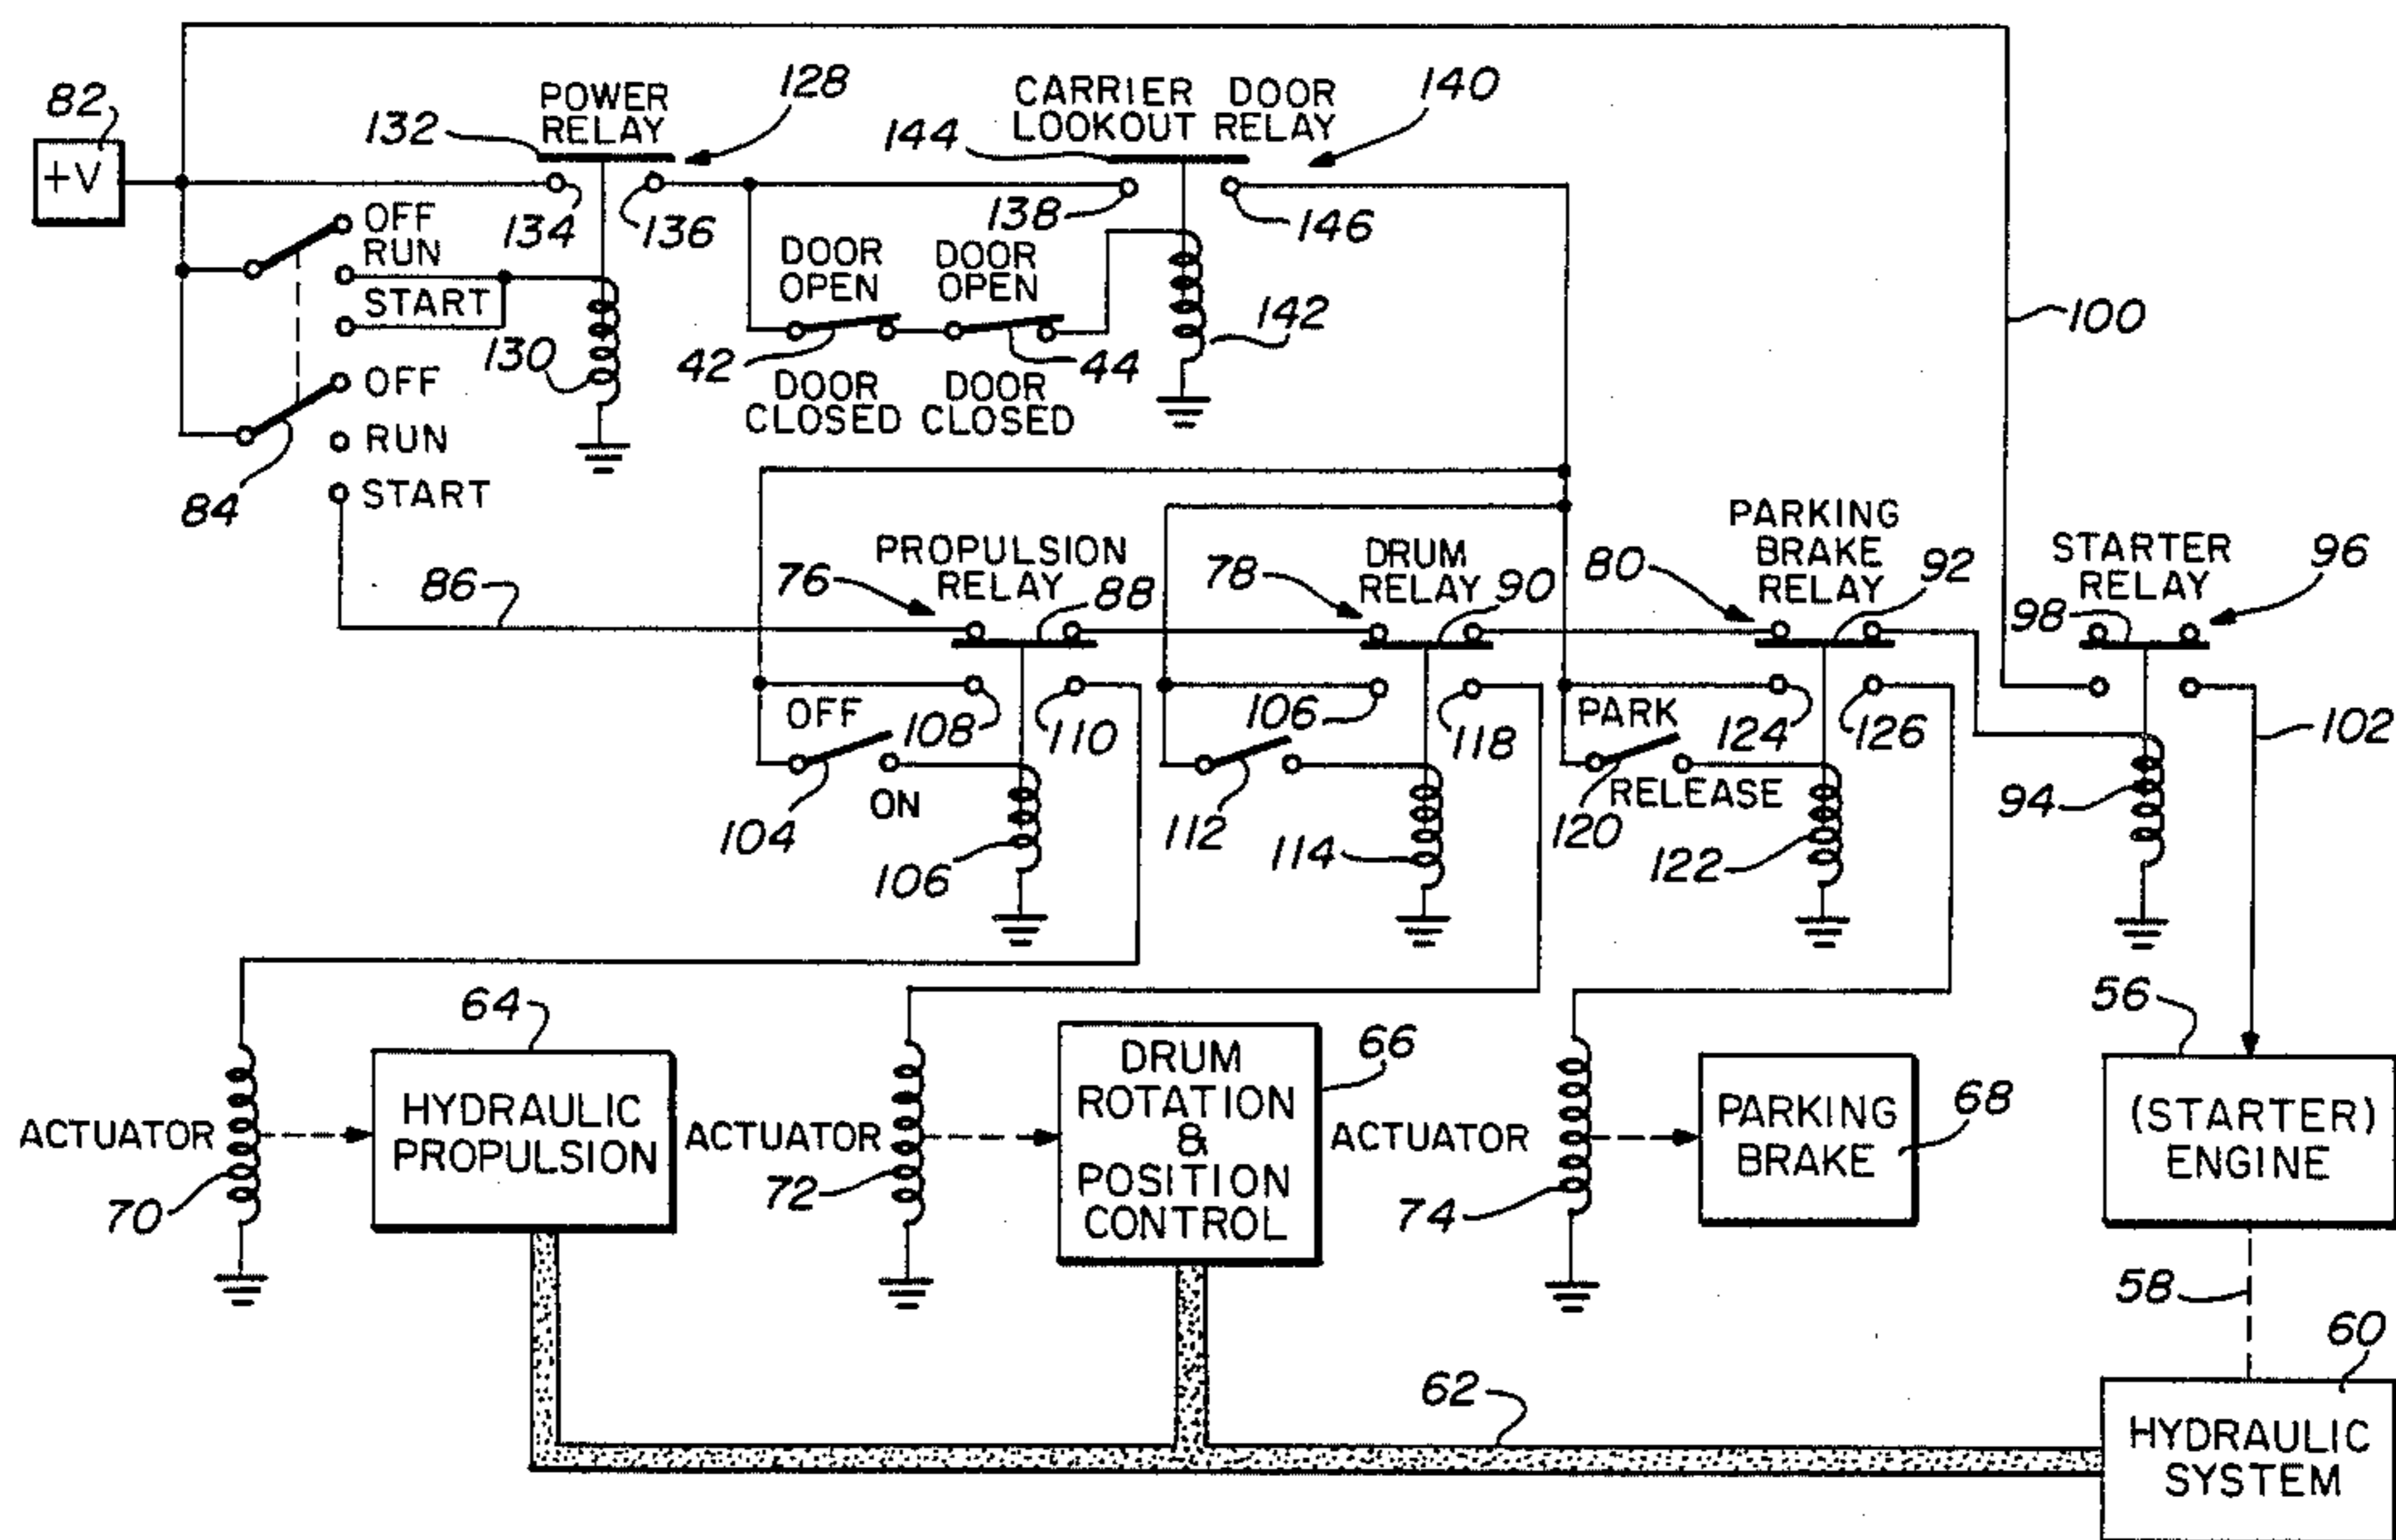 82
+V
132
POWER
RELAY
128
144
CARRIER DOOR
LOOKOUT RELAY
140
OFF
RUN
START
134
136
138
146
DOOR
OPEN
DOOR
OPEN
130
42
44
142
100
DOOR
CLOSED
DOOR
CLOSED
OFF
RUN
START
84
86
76
PROPULSION
RELAY
88
78
DRUM
RELAY
90
80
PARKING
BRAKE
RELAY
92
STARTER
RELAY
96
98
OFF
108
110
106
118
PARK
124
126
102
104
ON
106
112
114
120
RELEASE
122
94
64
66
56
ACTUATOR
70
HYDRAULIC
PROPULSION
ACTUATOR
72
DRUM
ROTATION
&
POSITION
CONTROL
ACTUATOR
74
PARKING
BRAKE
68
(STARTER)
ENGINE
58
60
62
HYDRAULIC
SYSTEM